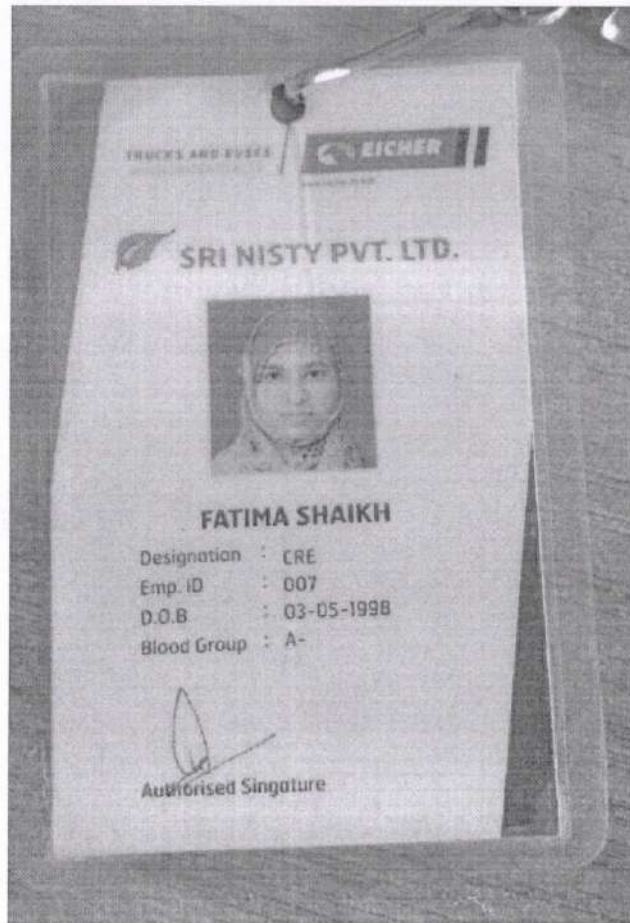 TRUCKS AND BUSES
EICHER
SRI NISTY PVT. LTD.
FATIMA SHAIKH
Designation : CRE
Emp. ID : 007
D.O.B : 03-05-1998
Blood Group : A-
Authorised Singature